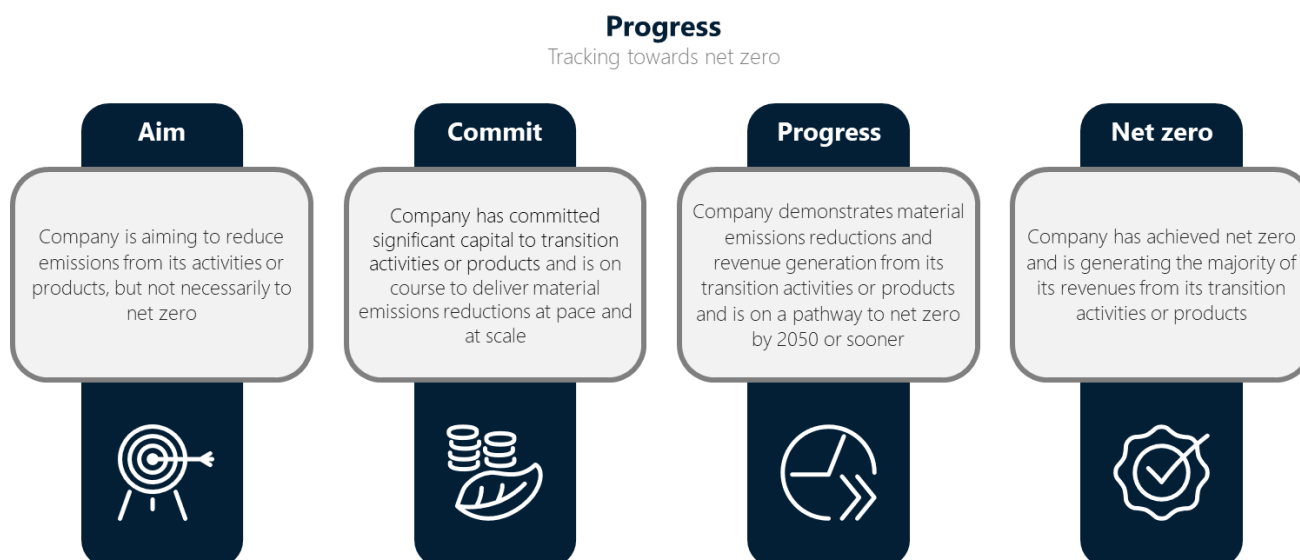 Progress
Tracking towards net zero
Aim
Company is aiming to reduce
emissions from its activities or
products, but not necessarily to
net zero
Commit
Company has committed
significant capital to transition
activities or products and is on
course to deliver material
emissions reductions at pace and
at scale
Progress
Company demonstrates material
emissions reductions and
revenue generation from its
transition activities or products
and is on a pathway to net zero
by 2050 or sooner
Net zero
Company has achieved net zero
and is generating the majority of
its revenues from its transition
activities or products